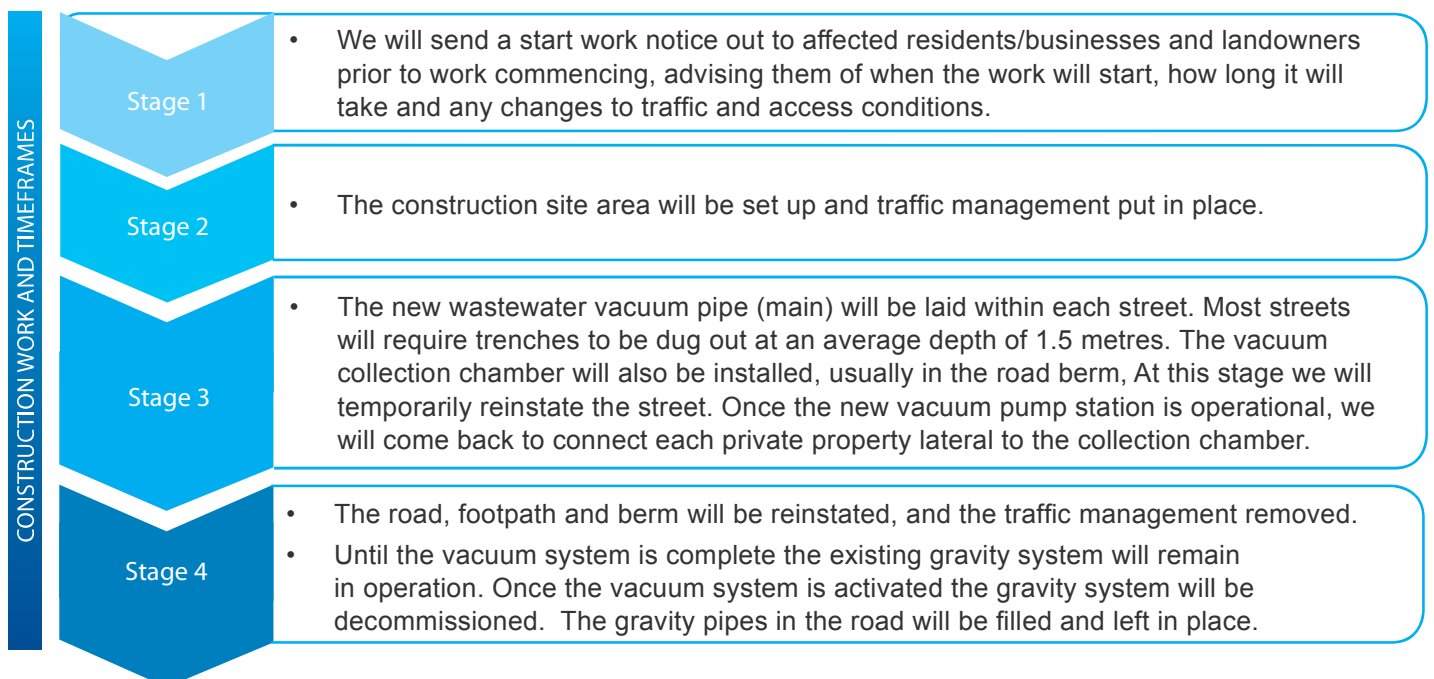 CONSTRUCTION WORK AND TIMEFRAMES
Stage 1
• We will send a start work notice out to affected residents/businesses and landowners
prior to work commencing, advising them of when the work will start, how long it will
take and any changes to traffic and access conditions.
Stage 2
• The construction site area will be set up and traffic management put in place.
Stage 3
• The new wastewater vacuum pipe (main) will be laid within each street. Most streets
will require trenches to be dug out at an average depth of 1.5 metres. The vacuum
collection chamber will also be installed, usually in the road berm, At this stage we will
temporarily reinstate the street. Once the new vacuum pump station is operational, we
will come back to connect each private property lateral to the collection chamber.
Stage 4
• The road, footpath and berm will be reinstated, and the traffic management removed.
• Until the vacuum system is complete the existing gravity system will remain
in operation. Once the vacuum system is activated the gravity system will be
decommissioned.  The gravity pipes in the road will be filled and left in place.